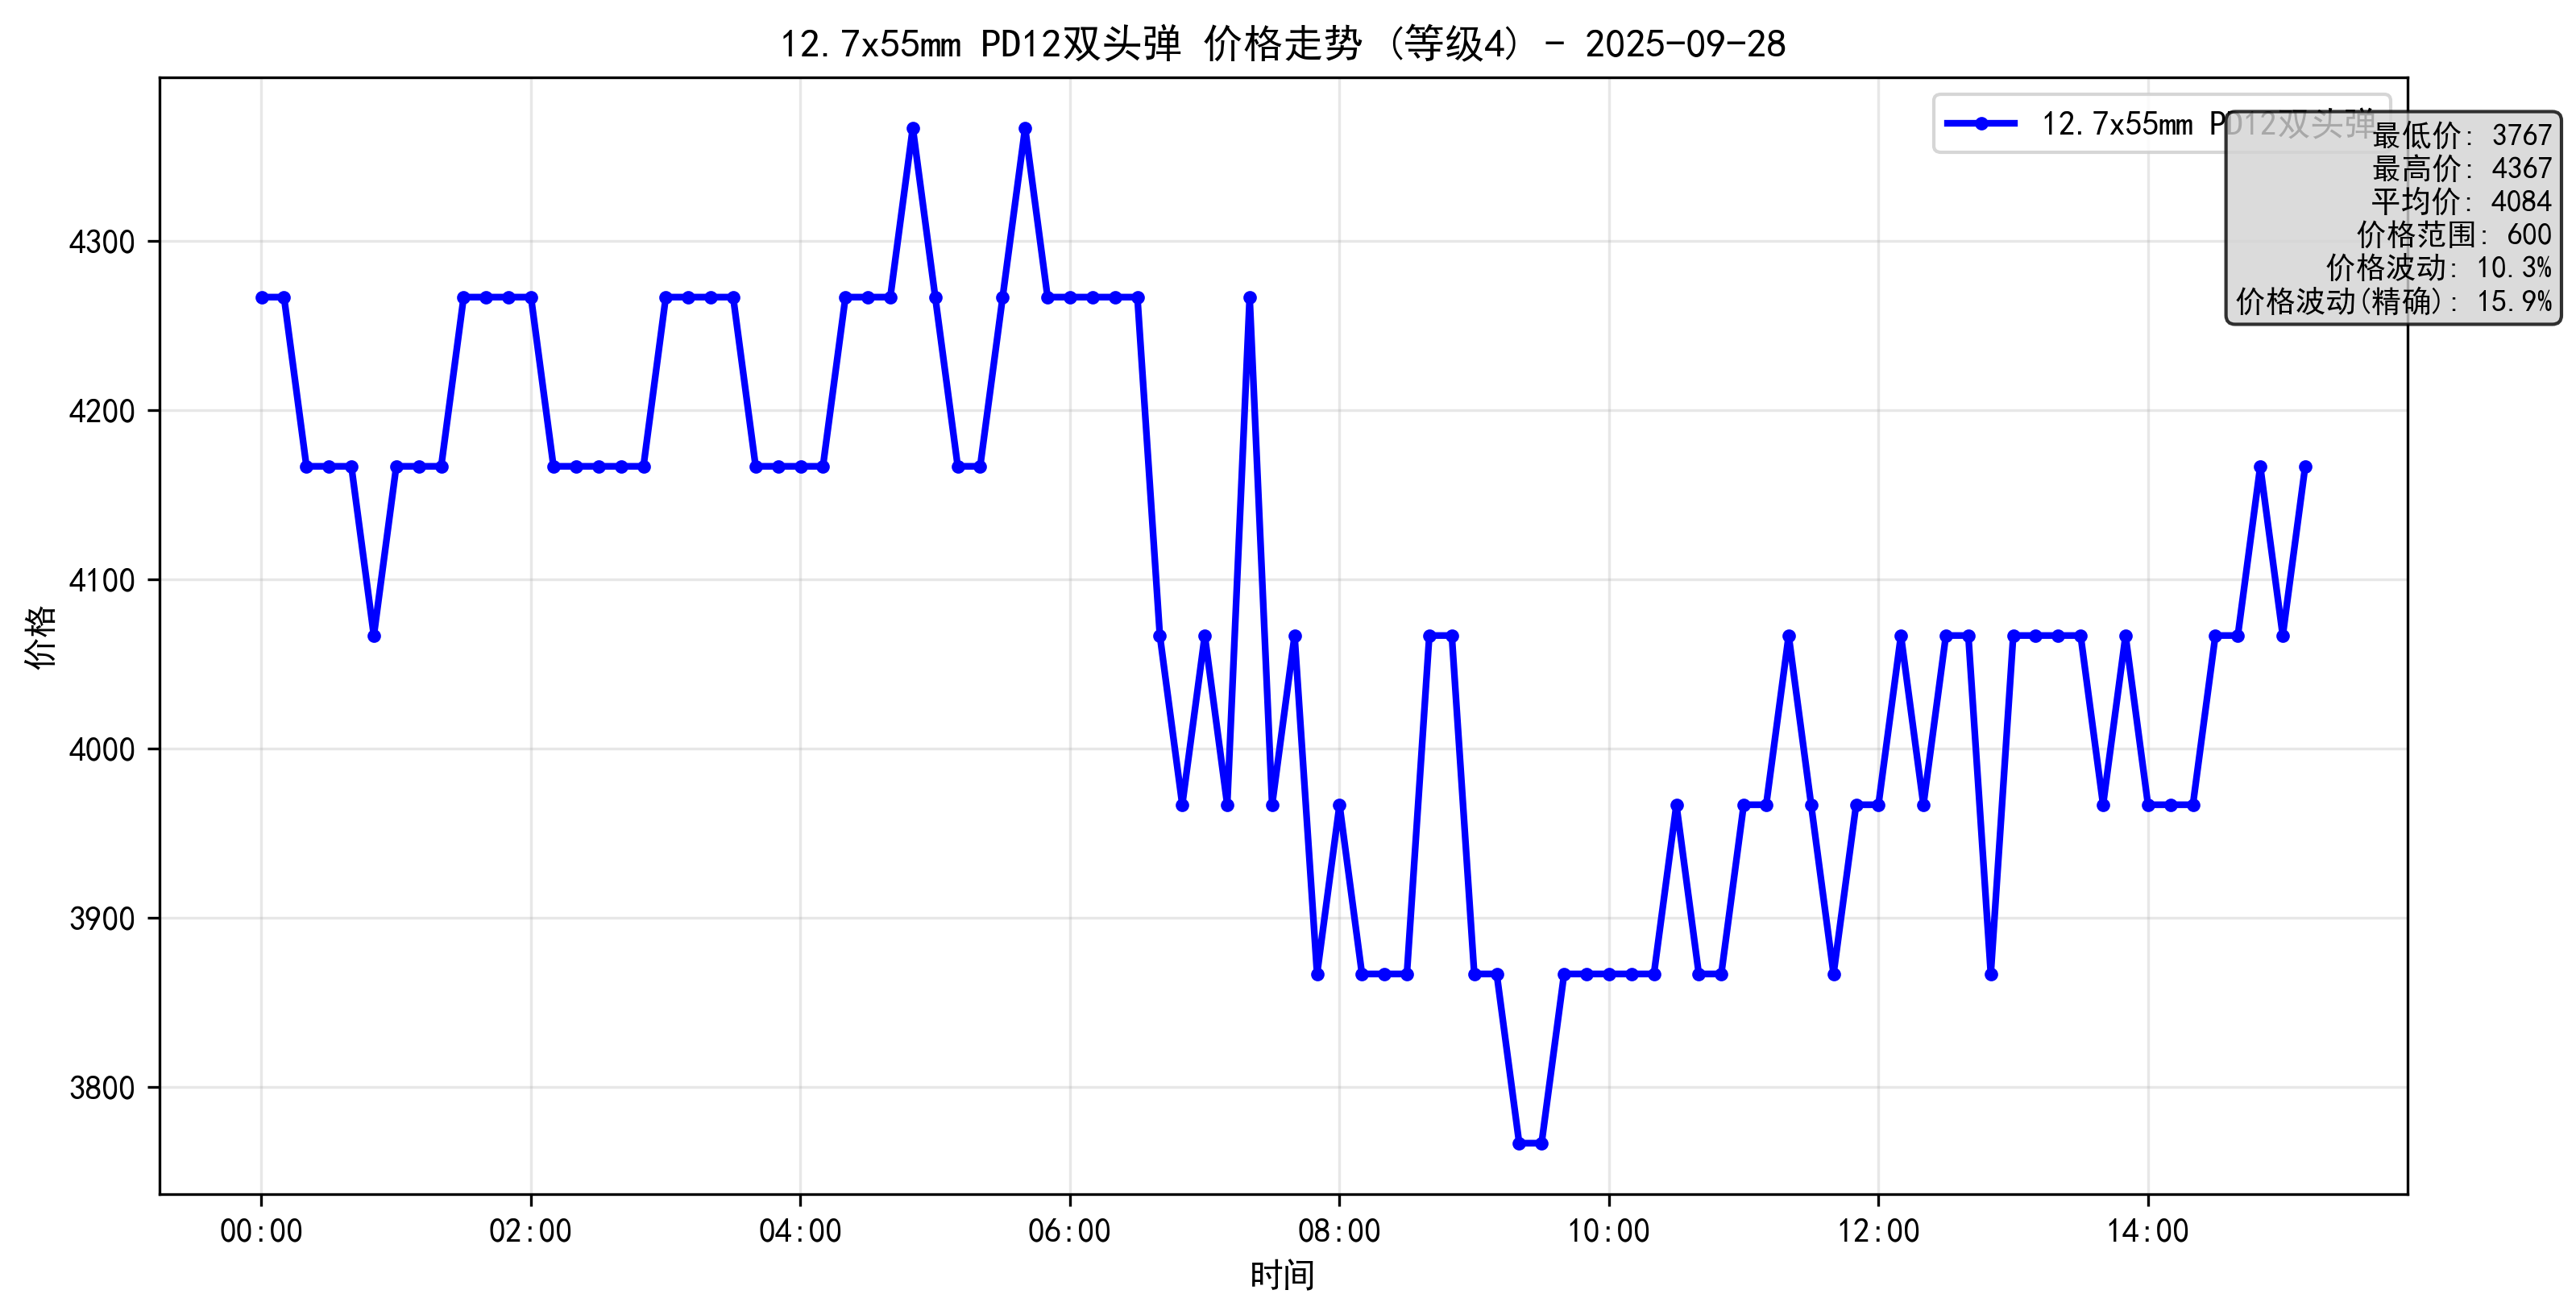 12.7x55mm PD12双头弹 价格走势 (等级4) - 2025-09-28
12.7x55mm PD12双头弹
最低价: 3767
最高价: 4367
平均价: 4084
价格范围: 600
价格波动: 10.3%
价格波动(精确): 15.9%
4300
4200
4100
4000
3900
3800
价格
00:00 02:00 04:00 06:00 08:00 10:00 12:00 14:00
时间